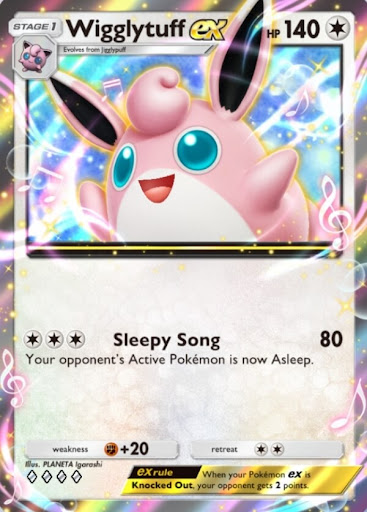 STAGE 1
Wigglytuff ex
HP 140
Evolves from Jigglypuff
Sleepy Song 80
Your opponent's Active Pokémon is now Asleep.
weakness +20 retreat
Illus. PLANETA Igarashi
ex rule
When your Pokémon ex is
Knocked Out, your opponent gets 2 points.